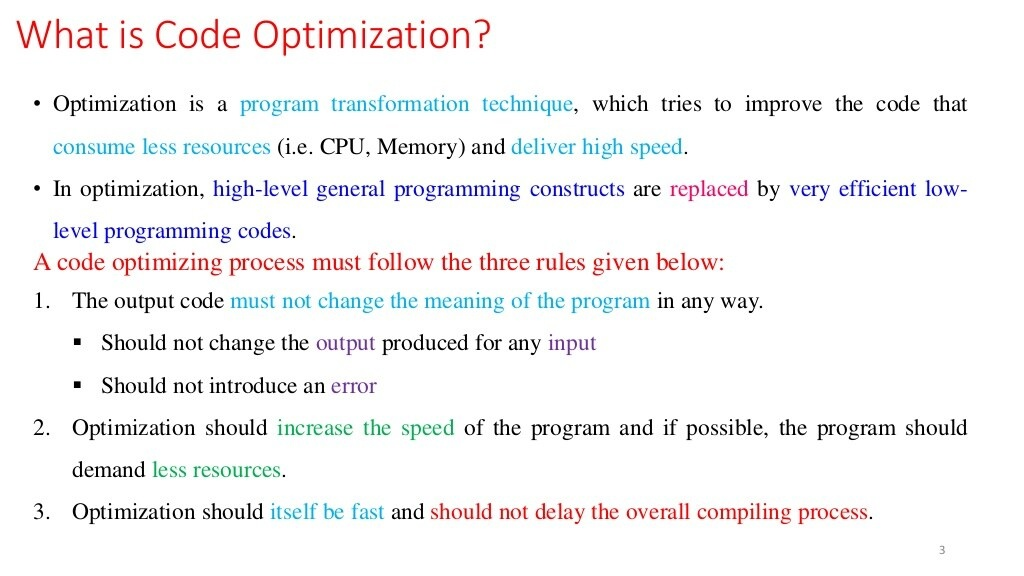 What is Code Optimization?
• Optimization is a program transformation technique, which tries to improve the code that
consume less resources (i.e. CPU, Memory) and deliver high speed.
• In optimization, high-level general programming constructs are replaced by very efficient low-
level programming codes.
A code optimizing process must follow the three rules given below:
1. The output code must not change the meaning of the program in any way.
▪ Should not change the output produced for any input
▪ Should not introduce an error
2. Optimization should increase the speed of the program and if possible, the program should
demand less resources.
3. Optimization should itself be fast and should not delay the overall compiling process.
3